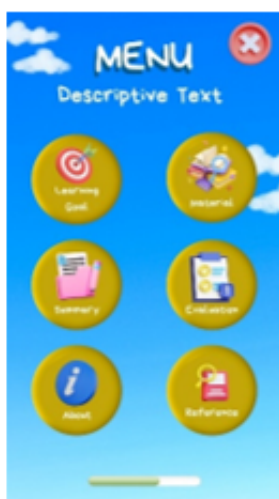 MENU
Descriptive Text
Learning
Goal
Material
Summary
Evaluation
About
Reference